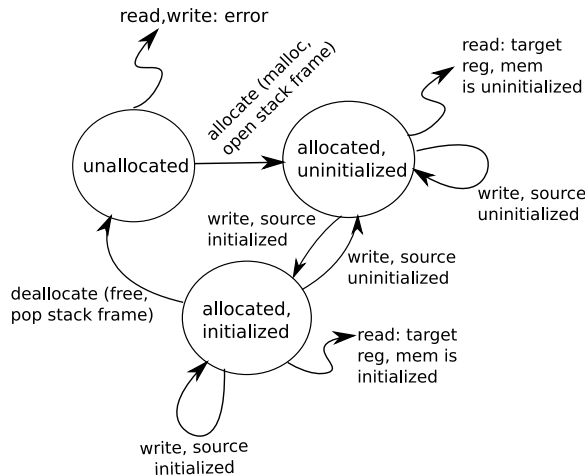 read,write: error
allocate (malloc,
open stack frame)
read: target
reg, mem
is uninitialized
unallocated
allocated,
uninitialized
write, source
uninitialized
write, source
initialized
write, source
uninitialized
deallocate (free,
pop stack frame)
allocated,
initialized
read: target
reg, mem is
initialized
write, source
initialized